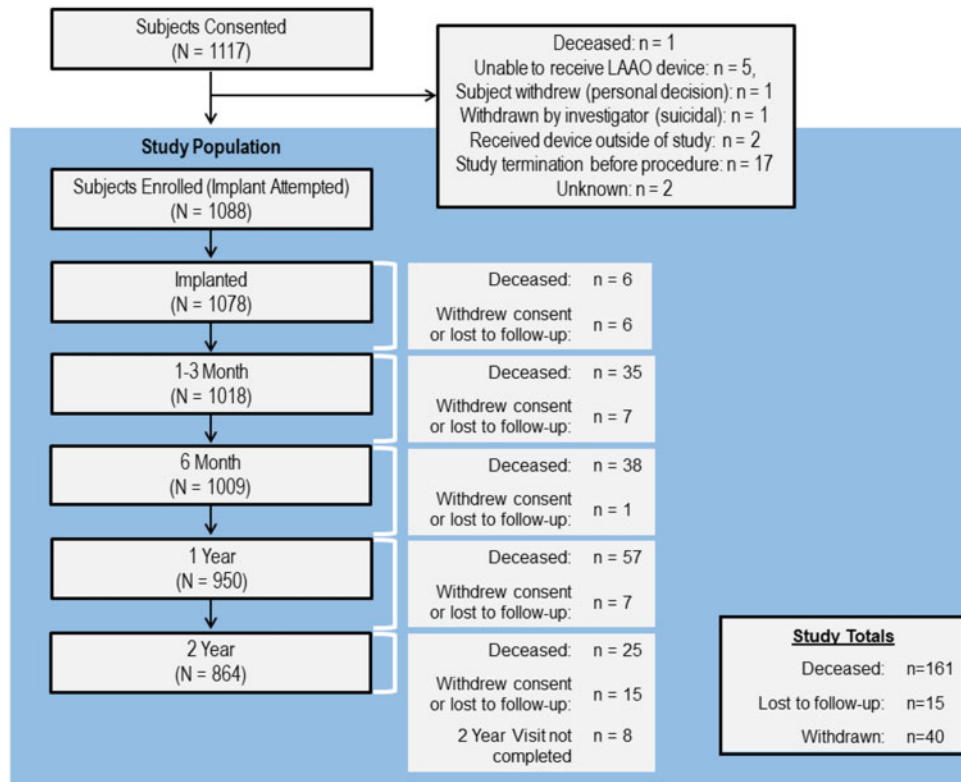 Subjects Consented
(N = 1117)
Deceased: n = 1
Unable to receive LAAO device: n = 5,
Subject withdrew (personal decision): n = 1
Withdrawn by investigator (suicidal): n = 1
Received device outside of study: n = 2
Study termination before procedure: n = 17
Unknown: n = 2
Study Population
Subjects Enrolled (Implant Attempted)
(N = 1088)
Implanted
(N = 1078)
Deceased: n = 6
Withdrew consent
or lost to follow-up: n = 6
1-3 Month
(N = 1018)
Deceased: n = 35
Withdrew consent
or lost to follow-up: n = 7
6 Month
(N = 1009)
Deceased: n = 38
Withdrew consent
or lost to follow-up: n = 1
1 Year
(N = 950)
Deceased: n = 57
Withdrew consent
or lost to follow-up: n = 7
2 Year
(N = 864)
Deceased: n = 25
Withdrew consent
or lost to follow-up: n = 15
2 Year Visit not
completed n = 8
Study Totals
Deceased: n=161
Lost to follow-up: n=15
Withdrawn: n=40